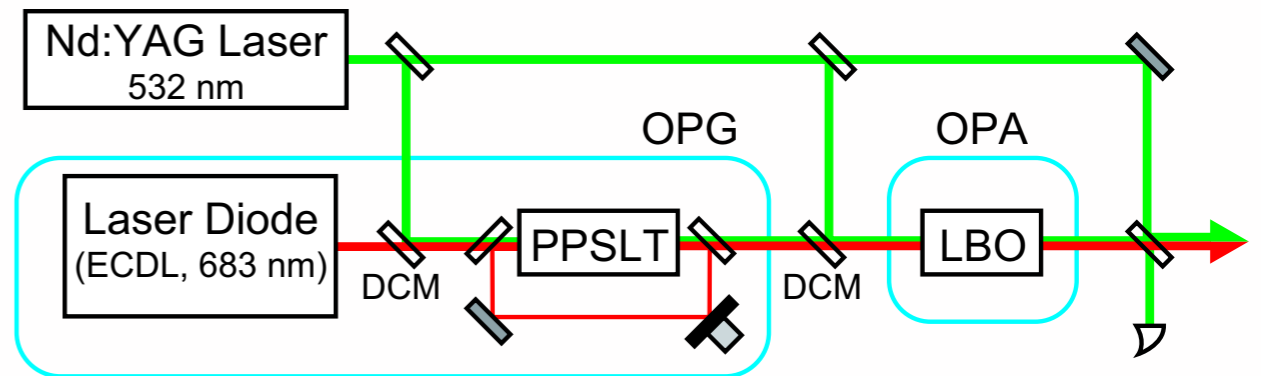 Nd:YAG Laser
532 nm
OPG
OPA
Laser Diode
(ECDL, 683 nm)
DCM
PPSLT
DCM
LBO